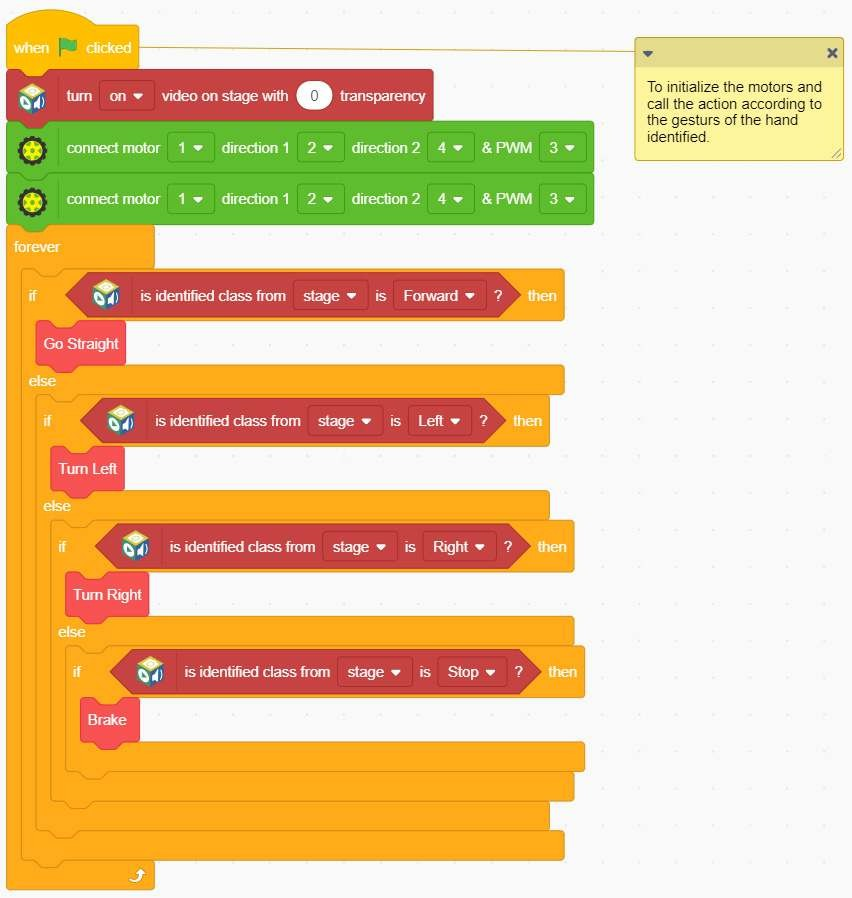 when clicked
turn on video on stage with 0 transparency
To initialize the motors and
call the action according to
the gesturs of the hand
identified.
connect motor 1 direction 1 2 direction 2 4 & PWM 3
connect motor 1 direction 1 2 direction 2 4 & PWM 3
forever
if is identified class from stage is Forward ? then
Go Straight
else
if is identified class from stage is Left ? then
Turn Left
else
if is identified class from stage is Right ? then
Turn Right
else
if is identified class from stage is Stop ? then
Brake